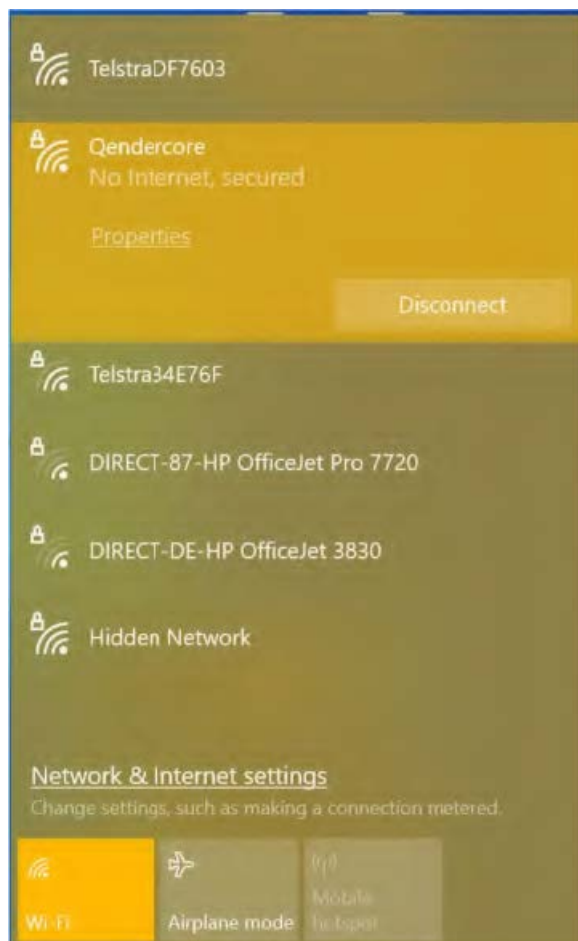 TelstraDF7603
Qendercore
No Internet, secured
Properties
Disconnect
Telstra34E76F
DIRECT-87-HP OfficeJet Pro 7720
DIRECT-DE-HP OfficeJet 3830
Hidden Network
Network & Internet settings
Change settings, such as making a connection metered.
Mobile
Wi-Fi Airplane mode hotspot